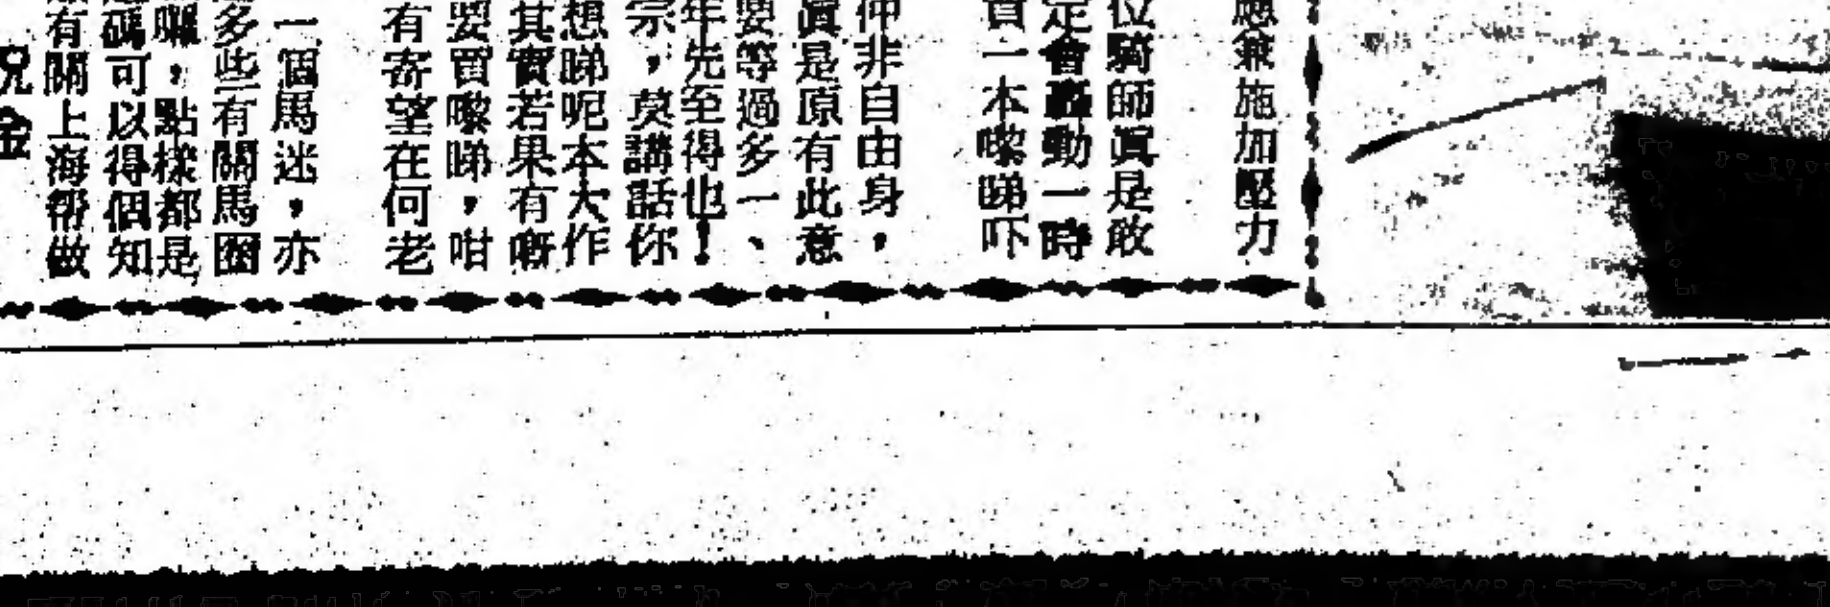 應兼施加壓力
位騎師眞是敢
定會轟動一時
買一本嚟睇吓
仲非自由身，
眞是原有此意
要等過多一、
年先至得也！
宗，莫講話你
想睇呢本大作
其實若果有嘢
要買嚟睇，咁
有寄望在何老
一個馬迷，亦
多些有關馬圈
囉，點樣都是
碼可以得個知
有關上海幫做
祝金